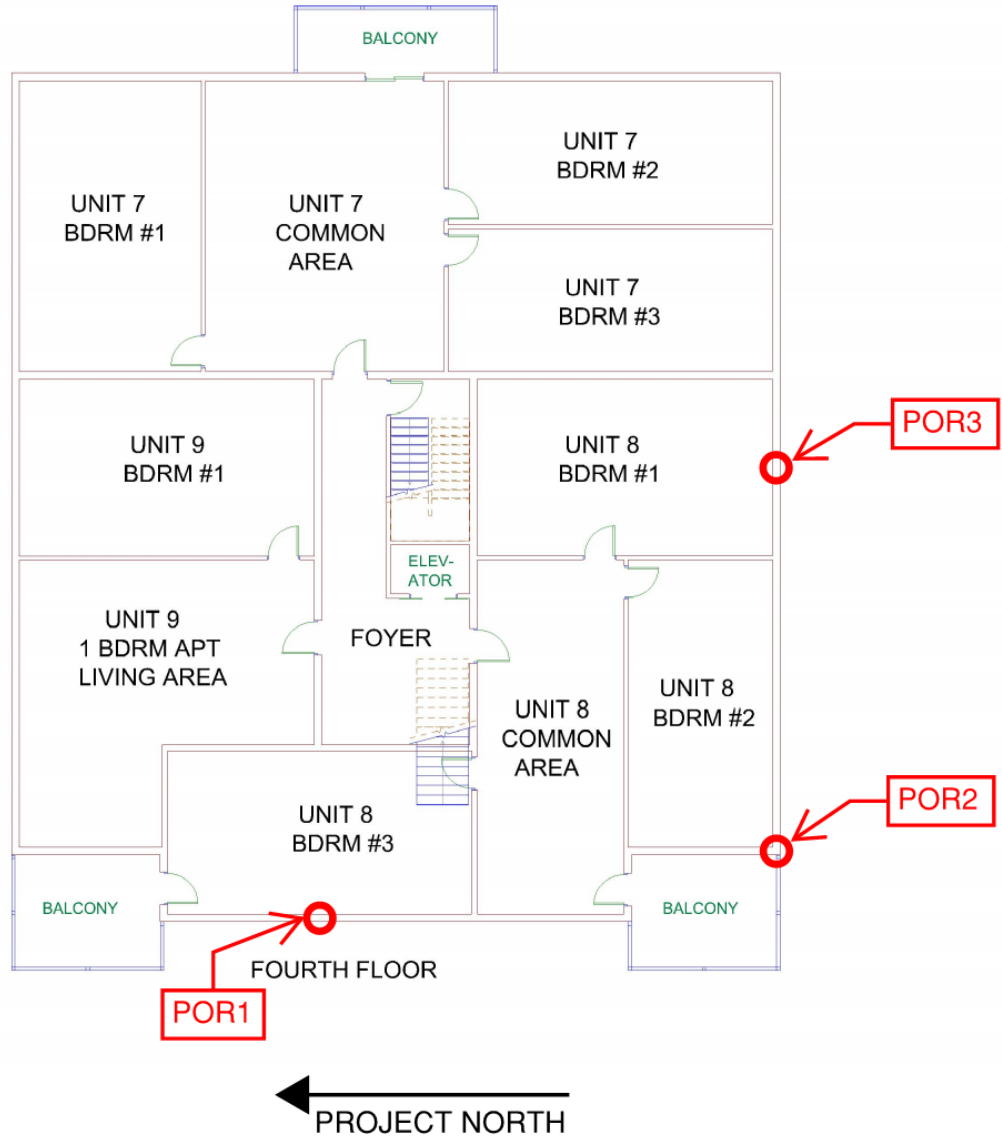 BALCONY
UNIT 7
BDRM #2
UNIT 7
BDRM #1
UNIT 7
COMMON
AREA
UNIT 7
BDRM #3
POR3
UNIT 9
BDRM #1
UNIT 8
BDRM #1
ELEV-
ATOR
UNIT 9
1 BDRM APT
LIVING AREA
FOYER
UNIT 8
COMMON
AREA
UNIT 8
BDRM #2
POR2
UNIT 8
BDRM #3
BALCONY
BALCONY
FOURTH FLOOR
POR1
PROJECT NORTH